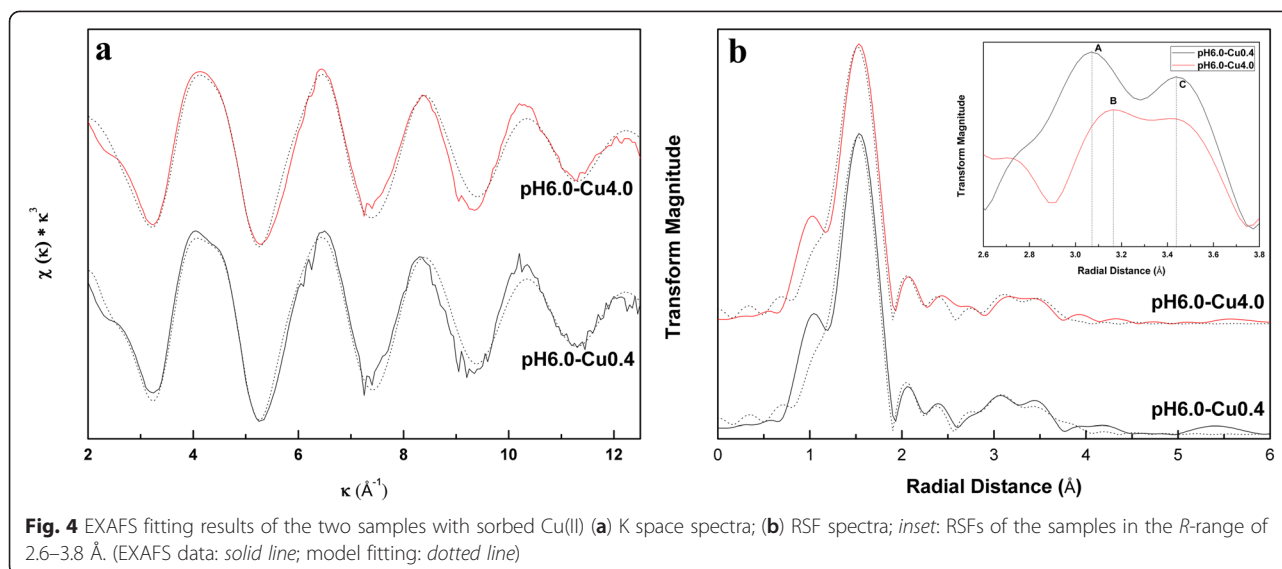 a
χ (κ) * κ³
pH6.0-Cu4.0
pH6.0-Cu0.4
2 4 6 8 10 12
κ (Å⁻¹)
b
Transform Magnitude
pH6.0-Cu4.0
pH6.0-Cu0.4
0 1 2 3 4 5 6
Radial Distance (Å)
A
B
C
pH6.0-Cu0.4
pH6.0-Cu4.0
Transform Magnitude
2.6 2.8 3.0 3.2 3.4 3.6 3.8
Radial Distance (Å)
Fig. 4 EXAFS fitting results of the two samples with sorbed Cu(II) (a) K space spectra; (b) RSF spectra; inset: RSFs of the samples in the R-range of
2.6–3.8 Å. (EXAFS data: solid line; model fitting: dotted line)